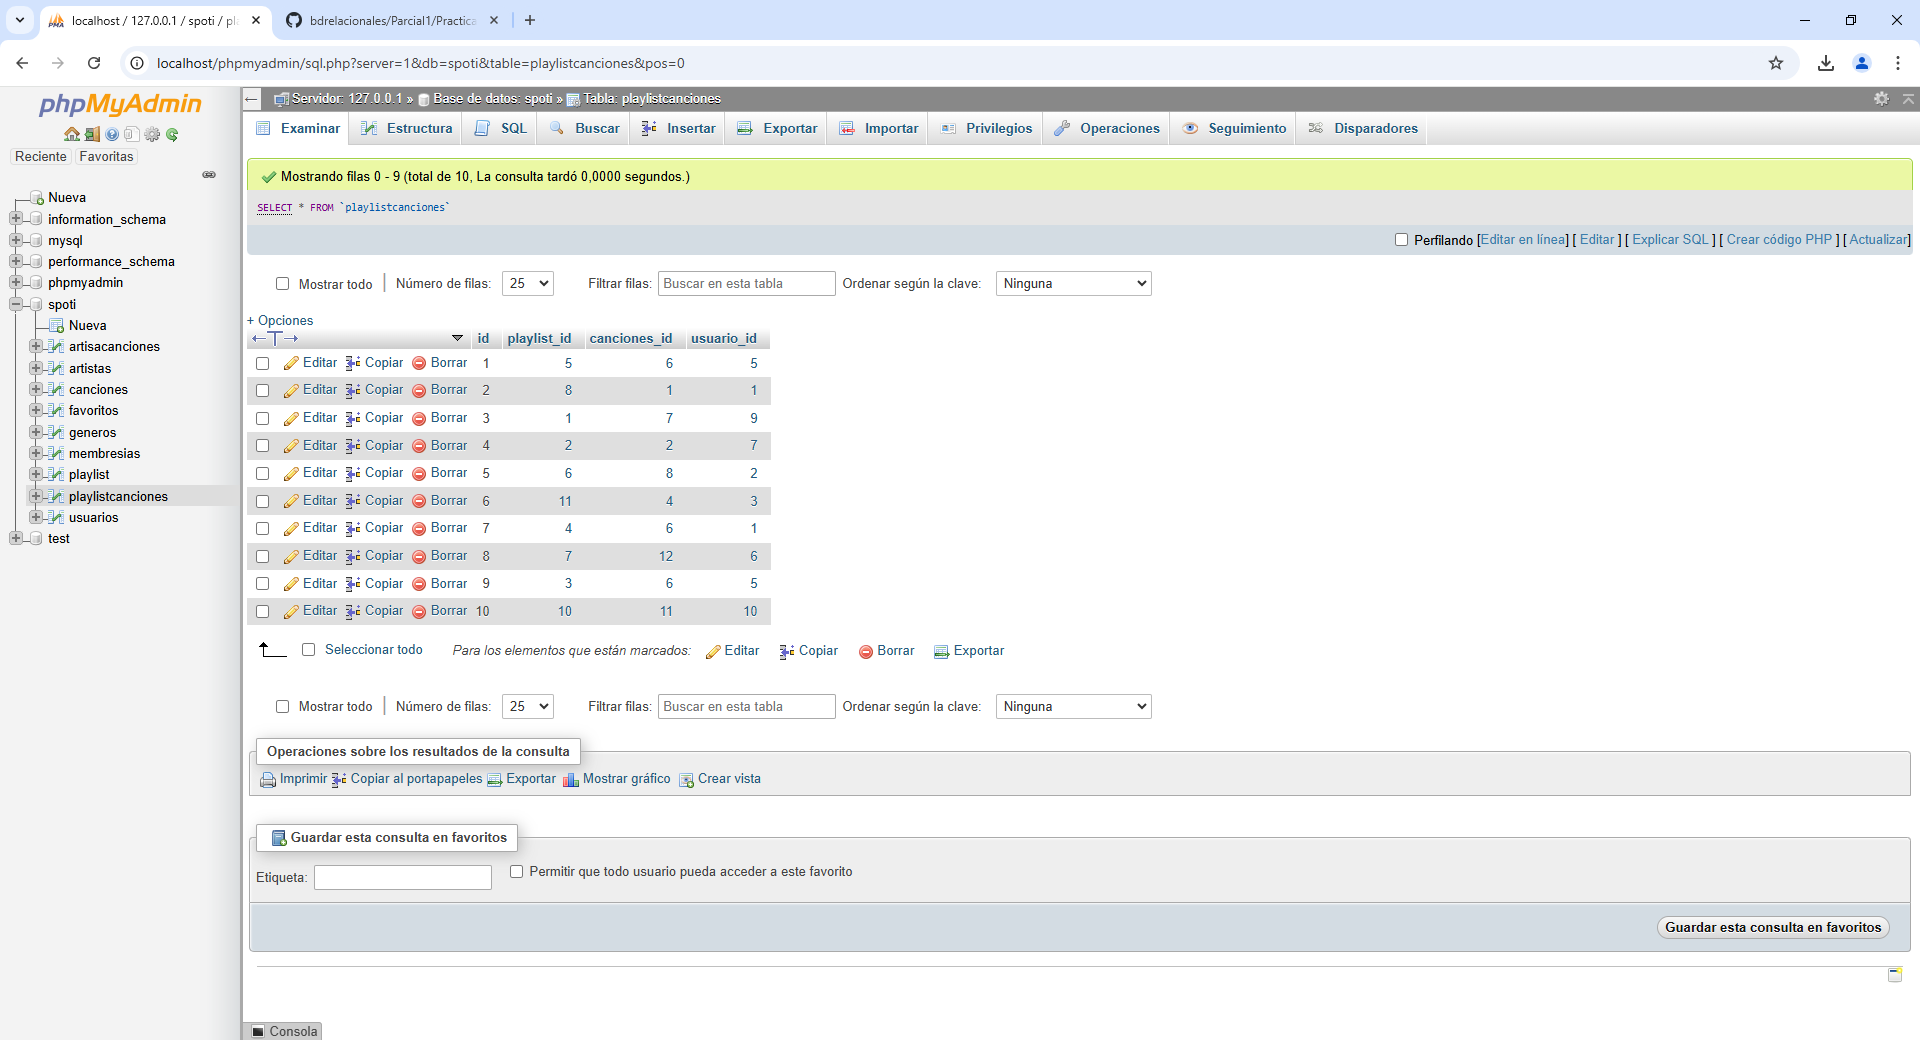 localhost / 127.0.0.1 / spoti / pl
bdrelacionales/Parcial1/Practica
localhost/phpmyadmin/sql.php?server=1&db=spoti&table=playlistcanciones&pos=0
phpMyAdmin
Reciente Favoritas
Nueva
information_schema
mysql
performance_schema
phpmyadmin
spoti
Nueva
artisacanciones
artistas
canciones
favoritos
generos
membresias
playlist
playlistcanciones
usuarios
test
Servidor: 127.0.0.1 » Base de datos: spoti » Tabla: playlistcanciones
Examinar Estructura SQL Buscar Insertar Exportar Importar Privilegios Operaciones Seguimiento Disparadores
Mostrando filas 0 - 9 (total de 10, La consulta tardó 0,0000 segundos.)
SELECT * FROM `playlistcanciones`
Perfilando [Editar en línea] [ Editar ] [ Explicar SQL ] [ Crear código PHP ] [ Actualizar]
Mostrar todo | Número de filas: 25 Filtrar filas: Buscar en esta tabla Ordenar según la clave: Ninguna
+ Opciones
←T→ id playlist_id canciones_id usuario_id
Editar Copiar Borrar 1 5 6 5
Editar Copiar Borrar 2 8 1 1
Editar Copiar Borrar 3 1 7 9
Editar Copiar Borrar 4 2 2 7
Editar Copiar Borrar 5 6 8 2
Editar Copiar Borrar 6 11 4 3
Editar Copiar Borrar 7 4 6 1
Editar Copiar Borrar 8 7 12 6
Editar Copiar Borrar 9 3 6 5
Editar Copiar Borrar 10 10 11 10
Seleccionar todo Para los elementos que están marcados: Editar Copiar Borrar Exportar
Mostrar todo | Número de filas: 25 Filtrar filas: Buscar en esta tabla Ordenar según la clave: Ninguna
Operaciones sobre los resultados de la consulta
Imprimir Copiar al portapapeles Exportar Mostrar gráfico Crear vista
Guardar esta consulta en favoritos
Etiqueta: Permitir que todo usuario pueda acceder a este favorito
Guardar esta consulta en favoritos
Consola